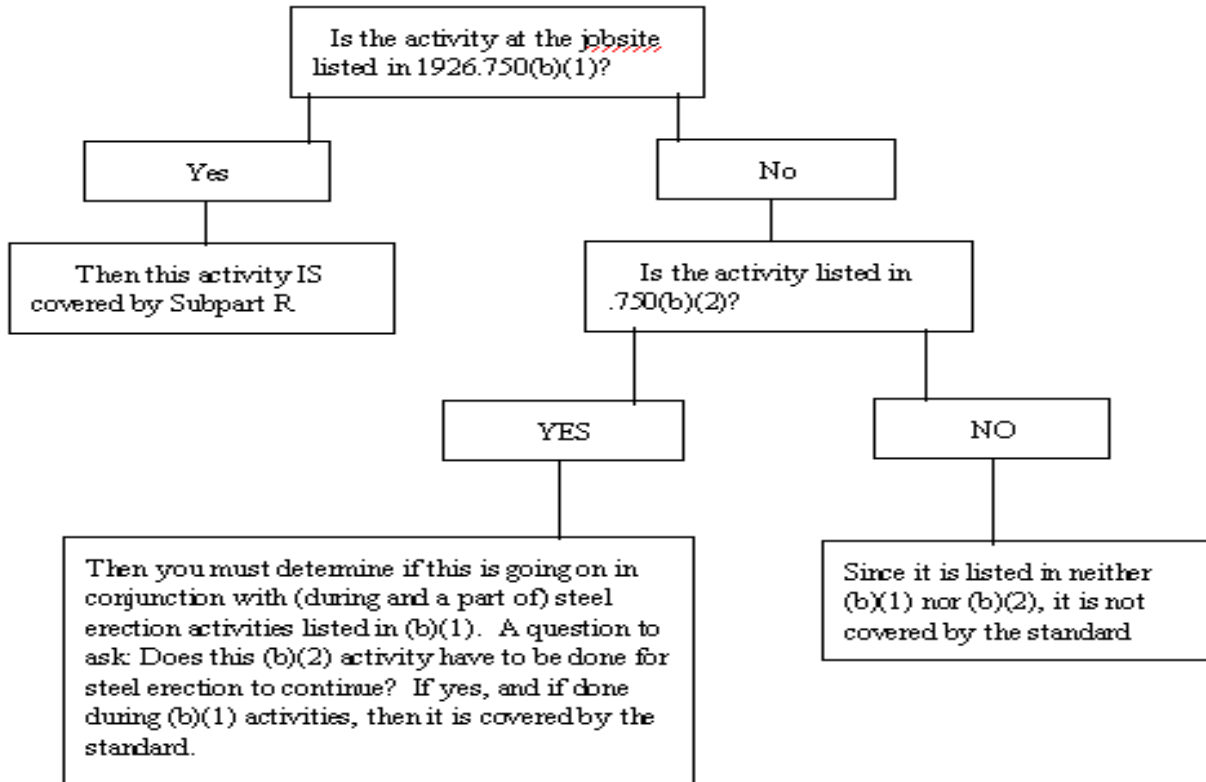 Is the activity at the jobsite
listed in 1926.750(b)(1)?
Yes
No
Then this activity IS
covered by Subpart R
Is the activity listed in
.750(b)(2)?
YES
NO
Then you must determine if this is going on in
conjunction with (during and a part of) steel
erection activities listed in (b)(1). A question to
ask: Does this (b)(2) activity have to be done for
steel erection to continue? If yes, and if done
during (b)(1) activities, then it is covered by the
standard.
Since it is listed in neither
(b)(1) nor (b)(2), it is not
covered by the standard